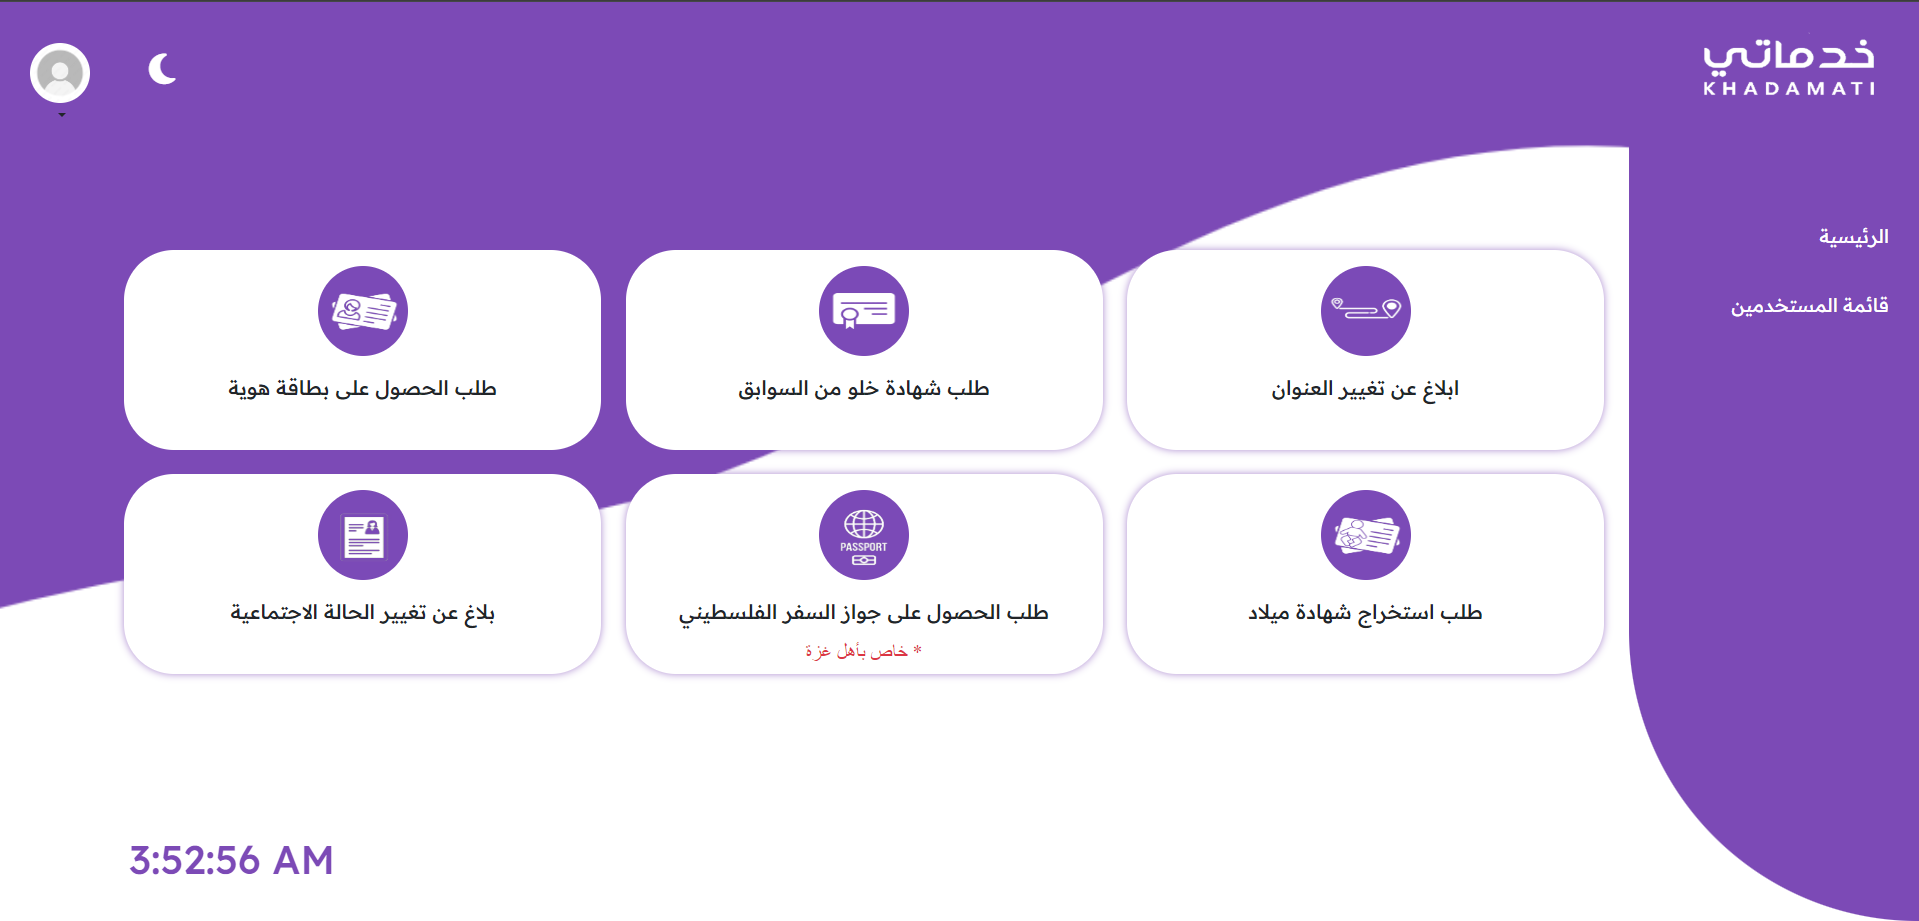 خدماتي
KHADAMATI
الرئيسية
قائمة المستخدمين
ابلاغ عن تغيير العنوان
طلب شهادة خلو من السوابق
طلب الحصول على بطاقة هوية
طلب استخراج شهادة ميلاد
PASSPORT
طلب الحصول على جواز السفر الفلسطيني
* خاص بأهل غزة
بلاغ عن تغيير الحالة الاجتماعية
3:52:56 AM